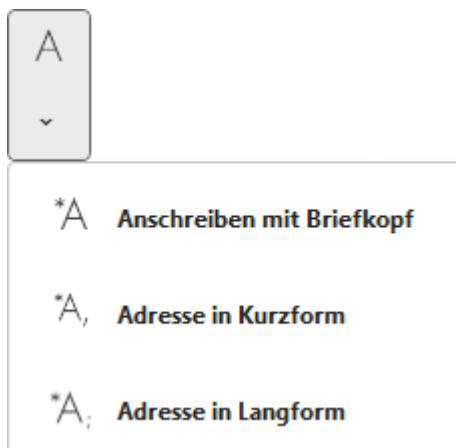 A
*A Anschreiben mit Briefkopf
*A, Adresse in Kurzform
*A; Adresse in Langform